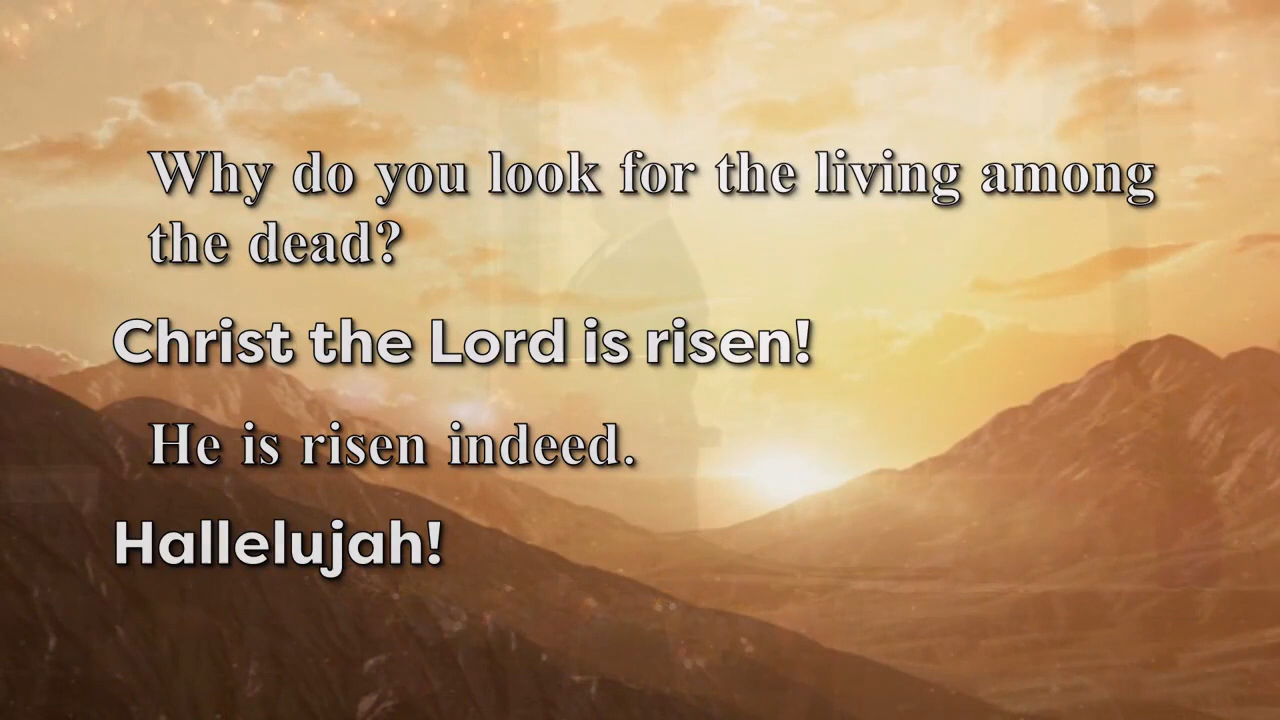 Why do you look for the living among
the dead?
Christ the Lord is risen!
He is risen indeed.
Hallelujah!